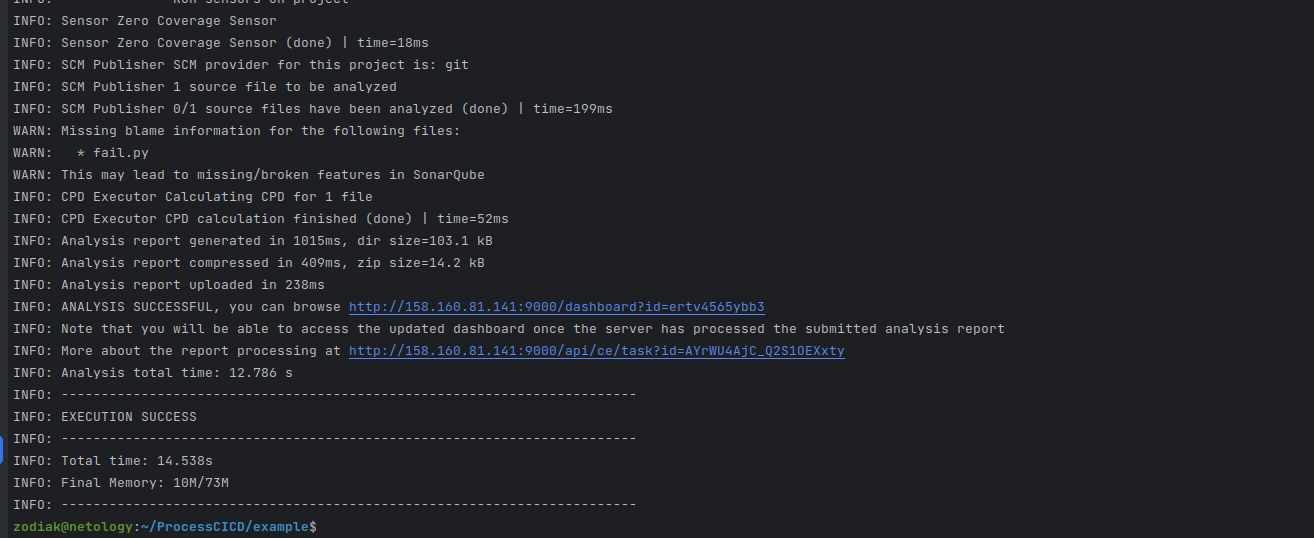 INFO: Run sensors on project
INFO: Sensor Zero Coverage Sensor
INFO: Sensor Zero Coverage Sensor (done) | time=18ms
INFO: SCM Publisher SCM provider for this project is: git
INFO: SCM Publisher 1 source file to be analyzed
INFO: SCM Publisher 0/1 source files have been analyzed (done) | time=199ms
WARN: Missing blame information for the following files:
WARN:   * fail.py
WARN: This may lead to missing/broken features in SonarQube
INFO: CPD Executor Calculating CPD for 1 file
INFO: CPD Executor CPD calculation finished (done) | time=52ms
INFO: Analysis report generated in 1015ms, dir size=103.1 kB
INFO: Analysis report compressed in 409ms, zip size=14.2 kB
INFO: Analysis report uploaded in 238ms
INFO: ANALYSIS SUCCESSFUL, you can browse http://158.160.81.141:9000/dashboard?id=ertv4565ybb3
INFO: Note that you will be able to access the updated dashboard once the server has processed the submitted analysis report
INFO: More about the report processing at http://158.160.81.141:9000/api/ce/task?id=AYrWU4AjC_Q2S1OEXxty
INFO: Analysis total time: 12.786 s
INFO: ------------------------------------------------------------------------
INFO: EXECUTION SUCCESS
INFO: ------------------------------------------------------------------------
INFO: Total time: 14.538s
INFO: Final Memory: 10M/73M
INFO: ------------------------------------------------------------------------
zodiak@netology:~/ProcessCICD/example$